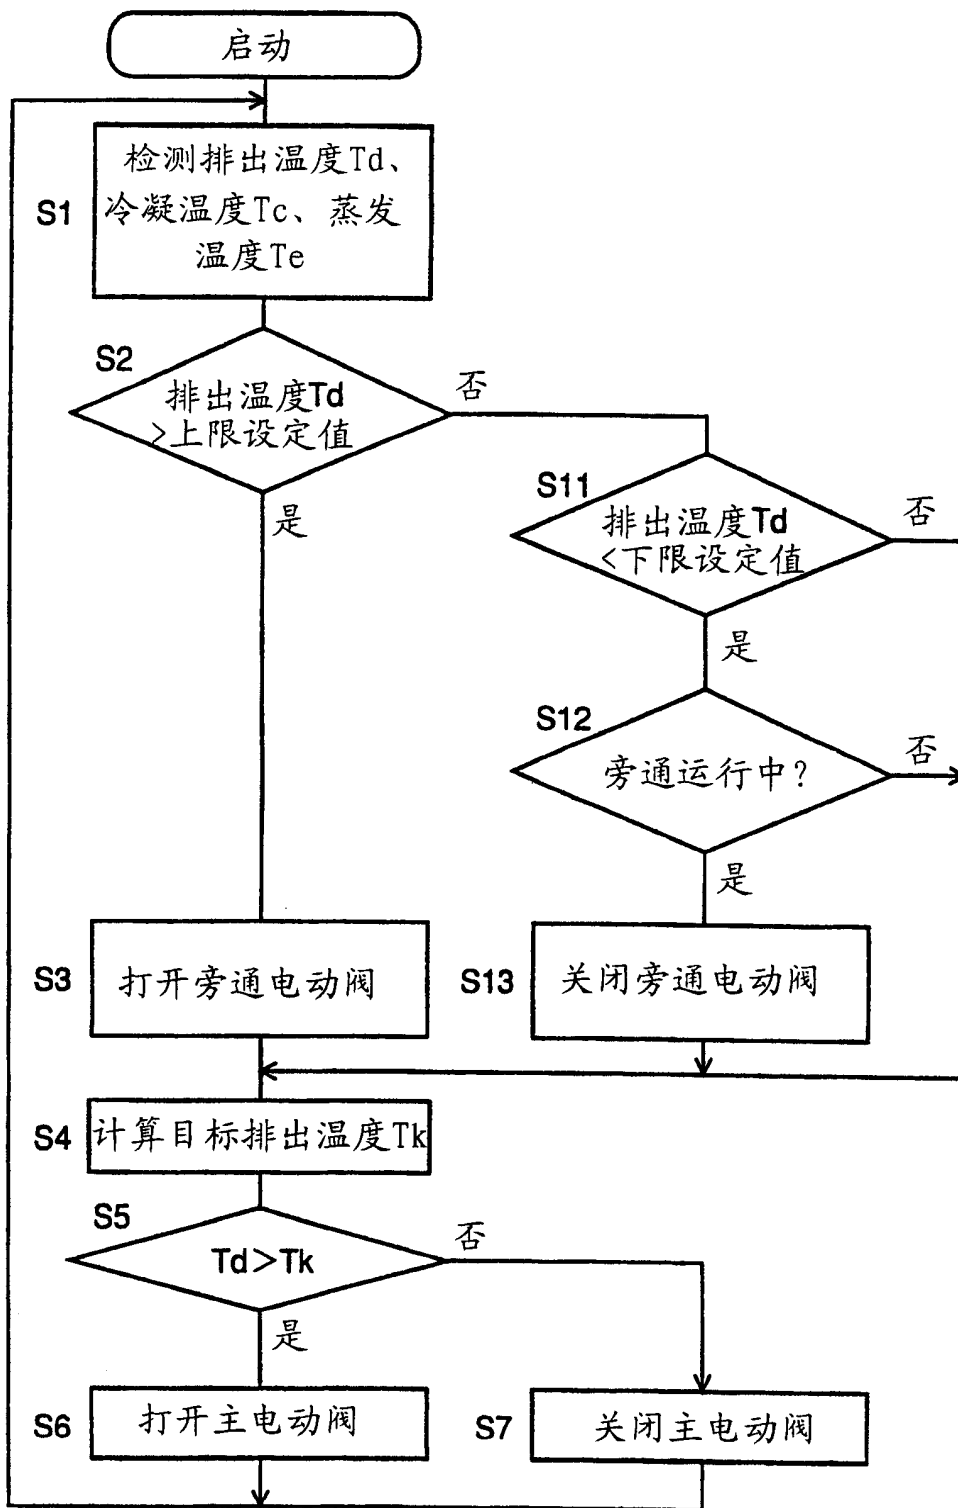 启动
S1
检测排出温度Td、
冷凝温度Tc、蒸发
温度Te
S2
排出温度Td
>上限设定值
否
是
S11
排出温度Td
<下限设定值
否
是
S12
旁通运行中?
否
是
S3
打开旁通电动阀
S13
关闭旁通电动阀
S4
计算目标排出温度Tk
S5
Td>Tk
否
是
S6
打开主电动阀
S7
关闭主电动阀